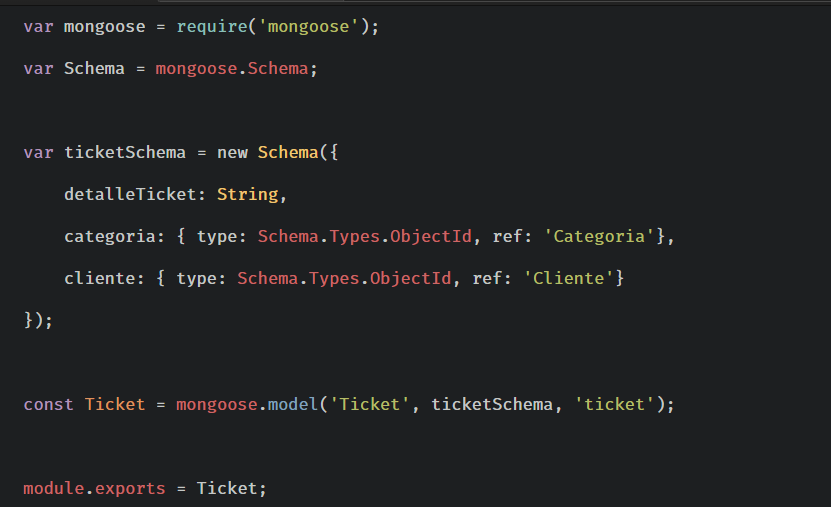 var mongoose = require('mongoose');
var Schema = mongoose.Schema;
var ticketSchema = new Schema({
    detalleTicket: String,
    categoria: { type: Schema.Types.ObjectId, ref: 'Categoria'},
    cliente: { type: Schema.Types.ObjectId, ref: 'Cliente'}
});
const Ticket = mongoose.model('Ticket', ticketSchema, 'ticket');
module.exports = Ticket;